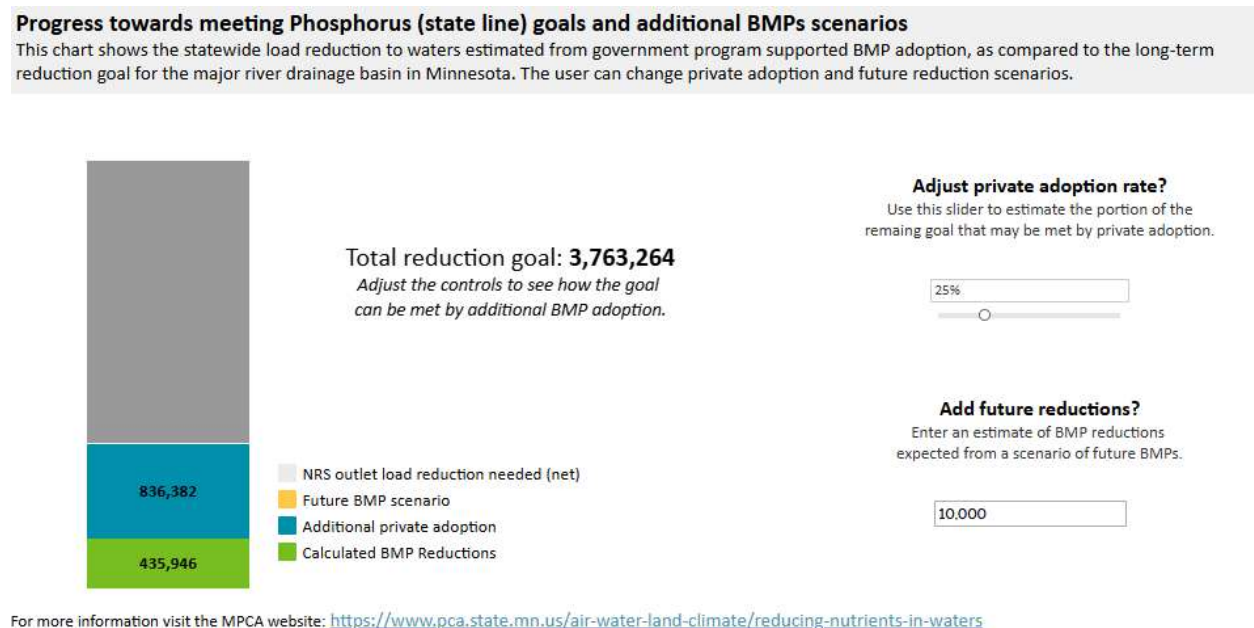 Progress towards meeting Phosphorus (state line) goals and additional BMPs scenarios
This chart shows the statewide load reduction to waters estimated from government program supported BMP adoption, as compared to the long-term
reduction goal for the major river drainage basin in Minnesota. The user can change private adoption and future reduction scenarios.
Total reduction goal: 3,763,264
Adjust the controls to see how the goal
can be met by additional BMP adoption.
Adjust private adoption rate?
Use this slider to estimate the portion of the
remaing goal that may be met by private adoption.
25%
Add future reductions?
Enter an estimate of BMP reductions
expected from a scenario of future BMPs.
10,000
836,382
435,946
NRS outlet load reduction needed (net)
Future BMP scenario
Additional private adoption
Calculated BMP Reductions
For more information visit the MPCA website: https://www.pca.state.mn.us/air-water-land-climate/reducing-nutrients-in-waters